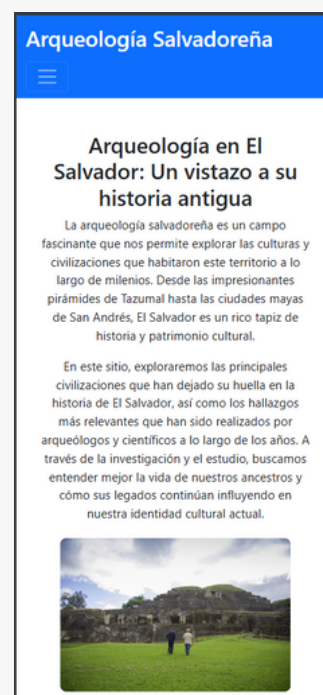 Arqueología Salvadoreña
Arqueología en El
Salvador: Un vistazo a su
historia antigua
La arqueología salvadoreña es un campo
fascinante que nos permite explorar las culturas y
civilizaciones que habitaron este territorio a lo
largo de milenios. Desde las impresionantes
pirámides de Tazumal hasta las ciudades mayas
de San Andrés, El Salvador es un rico tapiz de
historia y patrimonio cultural.
En este sitio, exploraremos las principales
civilizaciones que han dejado su huella en la
historia de El Salvador, así como los hallazgos
más relevantes que han sido realizados por
arqueólogos y científicos a lo largo de los años. A
través de la investigación y el estudio, buscamos
entender mejor la vida de nuestros ancestros y
cómo sus legados continúan influyendo en
nuestra identidad cultural actual.